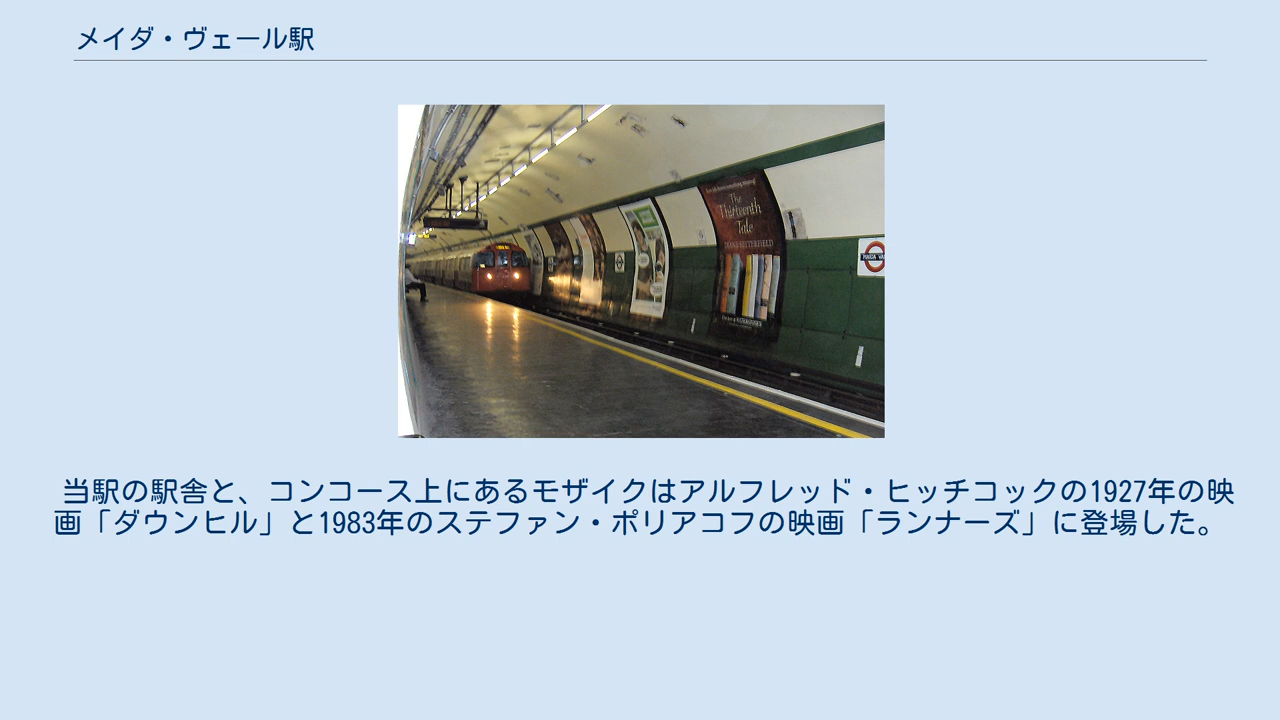 メイダ・ヴェール駅
The
Thirteenth
Tale
当駅の駅舎と、コンコース上にあるモザイクはアルフレッド・ヒッチコックの1927年の映
画「ダウンヒル」と1983年のステファン・ポリアコフの映画「ランナーズ」に登場した。